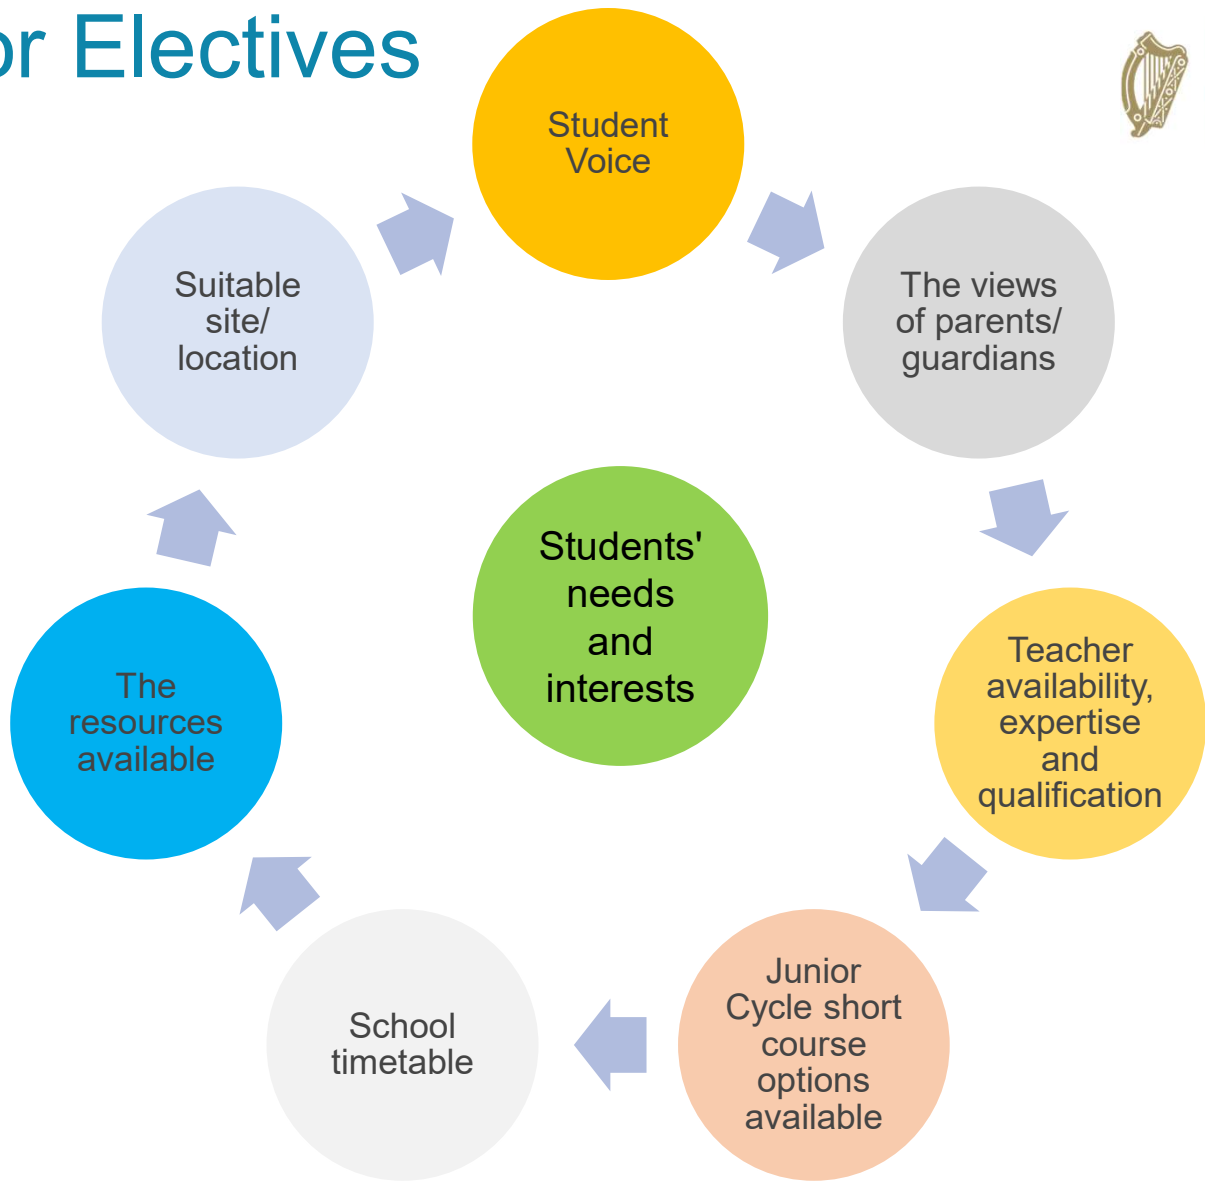 or Electives
Student
Voice
The views
of parents/
guardians
Teacher
availability,
expertise
and
qualification
Junior
Cycle short
course
options
available
School
timetable
The
resources
available
Suitable
site/
location
Students'
needs
and
interests